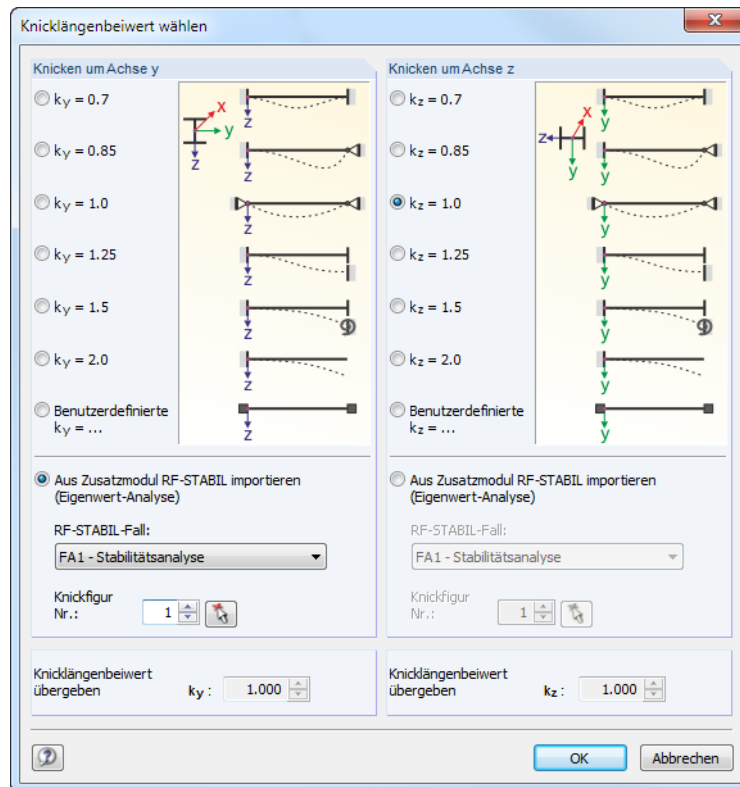 Knicklängenbeiwert wählen
Knicken um Achse y
ky = 0.7
ky = 0.85
ky = 1.0
ky = 1.25
ky = 1.5
ky = 2.0
Benutzerdefinierte
ky = ...
x
y
z
z
z
z
z
z
z
z
Aus Zusatzmodul RF-STABIL importieren
(Eigenwert-Analyse)
RF-STABIL-Fall:
FA1 - Stabilitätsanalyse
Knickfigur
Nr.: 1
Knicklängenbeiwert
übergeben ky : 1.000
Knicken um Achse z
kz = 0.7
kz = 0.85
kz = 1.0
kz = 1.25
kz = 1.5
kz = 2.0
Benutzerdefinierte
kz = ...
x
z
y
y
y
y
y
y
y
y
Aus Zusatzmodul RF-STABIL importieren
(Eigenwert-Analyse)
RF-STABIL-Fall:
FA1 - Stabilitätsanalyse
Knickfigur
Nr.: 1
Knicklängenbeiwert
übergeben kz : 1.000
OK Abbrechen